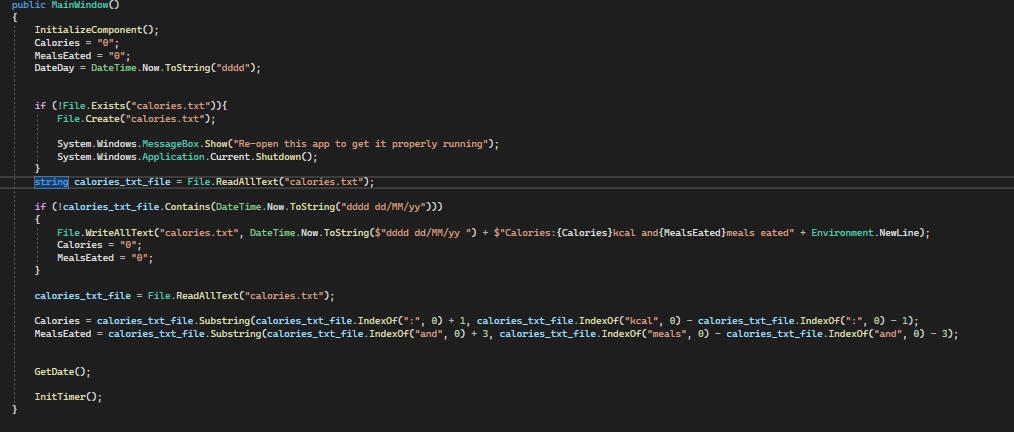 public MainWindow()
{
InitializeComponent();
Calories = "0";
MealsEated = "0";
DateDay = DateTime.Now.ToString("dddd");
if (!File.Exists("calories.txt")){
File.Create("calories.txt");
System.Windows.MessageBox.Show("Re-open this app to get it properly running");
System.Windows.Application.Current.Shutdown();
}
string calories_txt_file = File.ReadAllText("calories.txt");
if (!calories_txt_file.Contains(DateTime.Now.ToString("dddd dd/MM/yy")))
{
File.WriteAllText("calories.txt", DateTime.Now.ToString($"dddd dd/MM/yy ") + $"Calories:{Calories}kcal and{MealsEated}meals eated" + Environment.NewLine);
Calories = "0";
MealsEated = "0";
}
calories_txt_file = File.ReadAllText("calories.txt");
Calories = calories_txt_file.Substring(calories_txt_file.IndexOf(":", 0) + 1, calories_txt_file.IndexOf("kcal", 0) - calories_txt_file.IndexOf(":", 0) - 1);
MealsEated = calories_txt_file.Substring(calories_txt_file.IndexOf("and", 0) + 3, calories_txt_file.IndexOf("meals", 0) - calories_txt_file.IndexOf("and", 0) - 3);
GetDate();
InitTimer();
}